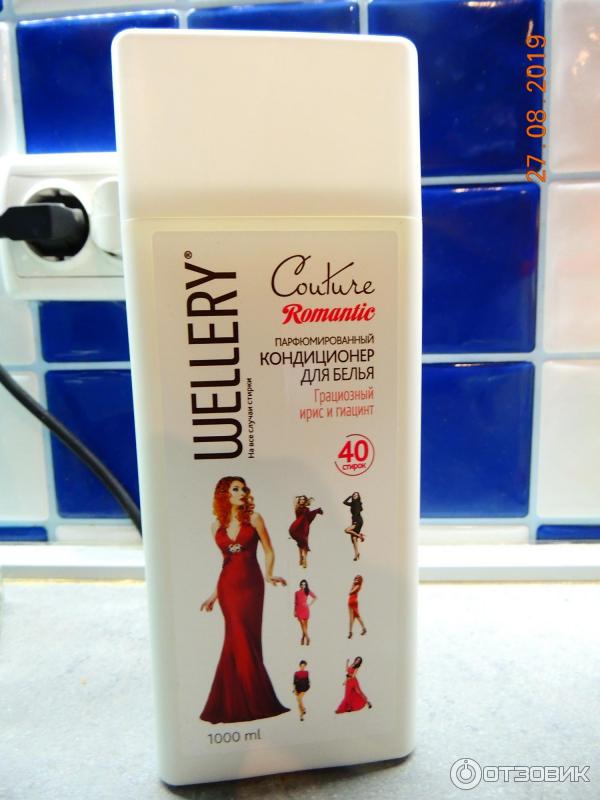 27 08 2019
WELLERY®
На все случаи стирки
Couture
Romantic
ПАРФЮМИРОВАННЫЙ
КОНДИЦИОНЕР
ДЛЯ БЕЛЬЯ
Грациозный
ирис и гиацинт
40
стирок
1000 ml
ОТЗОВИК